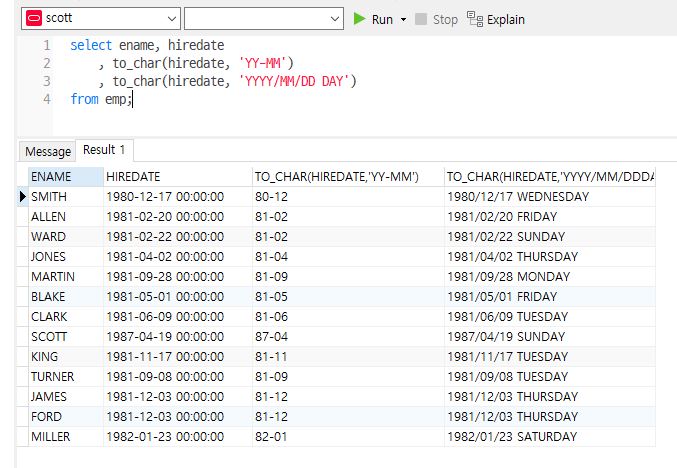 scott Run Stop Explain
1 select ename, hiredate
2 , to_char(hiredate, 'YY-MM')
3 , to_char(hiredate, 'YYYY/MM/DD DAY')
4 from emp;
Message Result 1
ENAME HIREDATE TO_CHAR(HIREDATE,'YY-MM') TO_CHAR(HIREDATE,'YYYY/MM/DDDA
SMITH 1980-12-17 00:00:00 80-12 1980/12/17 WEDNESDAY
ALLEN 1981-02-20 00:00:00 81-02 1981/02/20 FRIDAY
WARD 1981-02-22 00:00:00 81-02 1981/02/22 SUNDAY
JONES 1981-04-02 00:00:00 81-04 1981/04/02 THURSDAY
MARTIN 1981-09-28 00:00:00 81-09 1981/09/28 MONDAY
BLAKE 1981-05-01 00:00:00 81-05 1981/05/01 FRIDAY
CLARK 1981-06-09 00:00:00 81-06 1981/06/09 TUESDAY
SCOTT 1987-04-19 00:00:00 87-04 1987/04/19 SUNDAY
KING 1981-11-17 00:00:00 81-11 1981/11/17 TUESDAY
TURNER 1981-09-08 00:00:00 81-09 1981/09/08 TUESDAY
JAMES 1981-12-03 00:00:00 81-12 1981/12/03 THURSDAY
FORD 1981-12-03 00:00:00 81-12 1981/12/03 THURSDAY
MILLER 1982-01-23 00:00:00 82-01 1982/01/23 SATURDAY